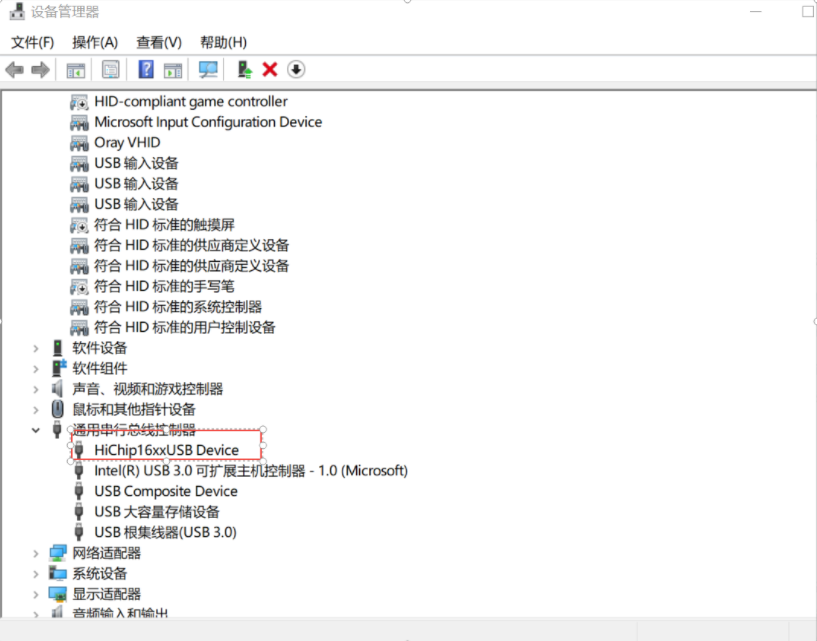 设备管理器
文件(F) 操作(A) 查看(V) 帮助(H)
HID-compliant game controller
Microsoft Input Configuration Device
Oray VHID
USB 输入设备
USB 输入设备
USB 输入设备
符合 HID 标准的触摸屏
符合 HID 标准的供应商定义设备
符合 HID 标准的供应商定义设备
符合 HID 标准的手写笔
符合 HID 标准的系统控制器
符合 HID 标准的用户控制设备
软件设备
软件组件
声音、视频和游戏控制器
鼠标和其他指针设备
通用串行总线控制器
HiChip16xxUSB Device
Intel(R) USB 3.0 可扩展主机控制器 - 1.0 (Microsoft)
USB Composite Device
USB 大容量存储设备
USB 根集线器(USB 3.0)
网络适配器
系统设备
显示适配器
音频输入和输出